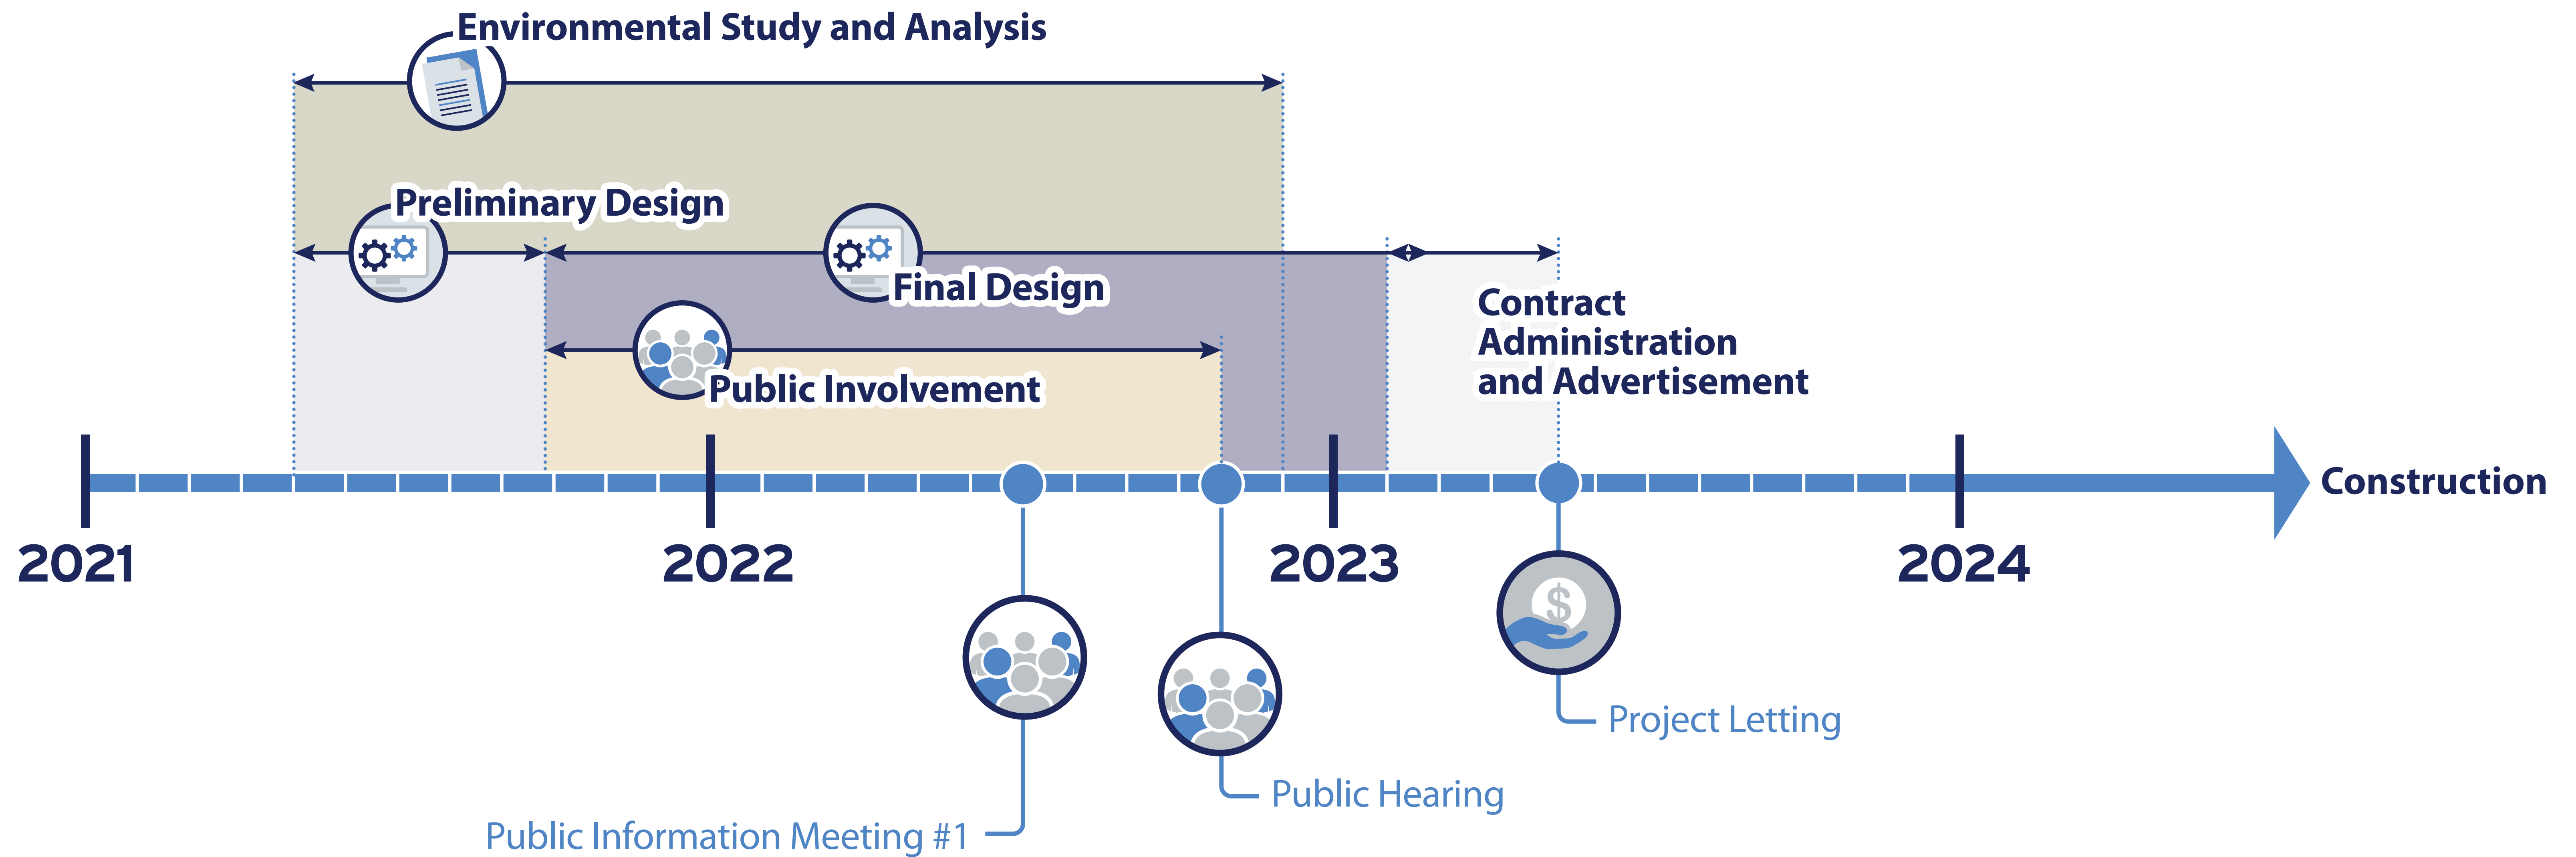 Environmental Study and Analysis
Preliminary Design
Final Design
Contract
Administration
and Advertisement
Public Involvement
Construction
2021
2022
2023
2024
$
Project Letting
Public Hearing
Public Information Meeting #1